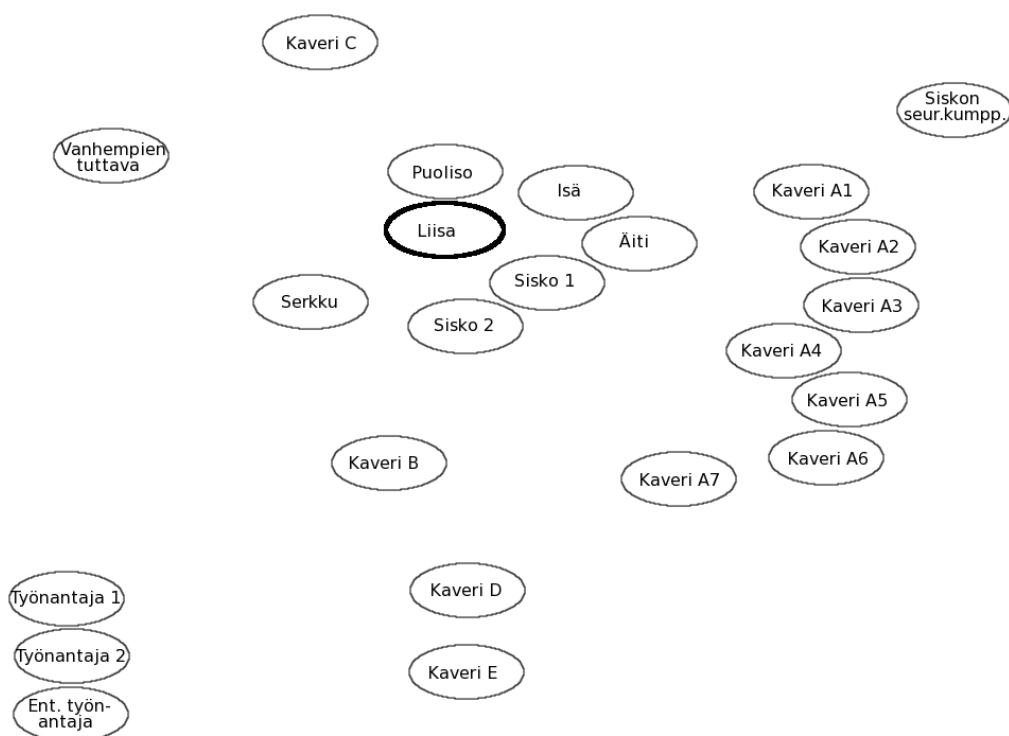 Kaveri C
Siskon
seur.kumpp.
Vanhempien
tuttava
Puoliso
Isä
Kaveri A1
Liisa
Äiti
Kaveri A2
Sisko 1
Serkku
Kaveri A3
Sisko 2
Kaveri A4
Kaveri A5
Kaveri B
Kaveri A6
Kaveri A7
Kaveri D
Työnantaja 1
Työnantaja 2
Kaveri E
Ent. työn-
antaja